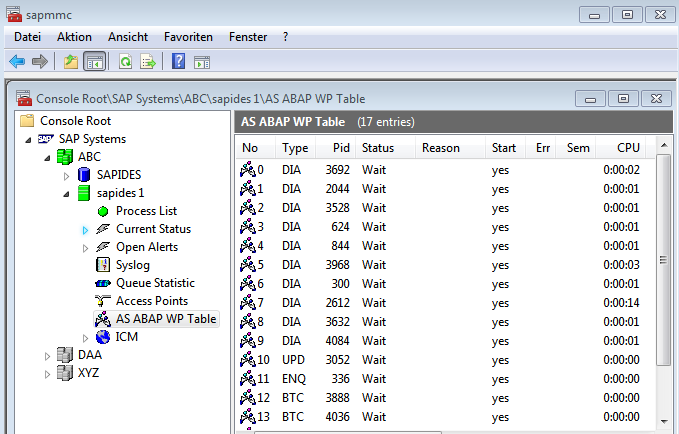 sapmmc
Datei Aktion Ansicht Favoriten Fenster ?
Console Root\SAP Systems\ABC\sapides 1\AS ABAP WP Table
Console Root
SAP SAP Systems
ABC
SAPIDES
sapides 1
Process List
Current Status
Open Alerts
Syslog
Queue Statistic
Access Points
AS ABAP WP Table
ICM
DAA
XYZ
AS ABAP WP Table (17 entries)
No Type Pid Status Reason Start Err Sem CPU
0 DIA 3692 Wait yes 0:00:02
1 DIA 2044 Wait yes 0:00:01
2 DIA 3528 Wait yes 0:00:01
3 DIA 624 Wait yes 0:00:01
4 DIA 844 Wait yes 0:00:01
5 DIA 3968 Wait yes 0:00:03
6 DIA 300 Wait yes 0:00:01
7 DIA 2612 Wait yes 0:00:14
8 DIA 3632 Wait yes 0:00:01
9 DIA 4084 Wait yes 0:00:01
10 UPD 3052 Wait yes 0:00:00
11 ENQ 336 Wait yes 0:00:00
12 BTC 3888 Wait yes 0:00:00
13 BTC 4036 Wait yes 0:00:00